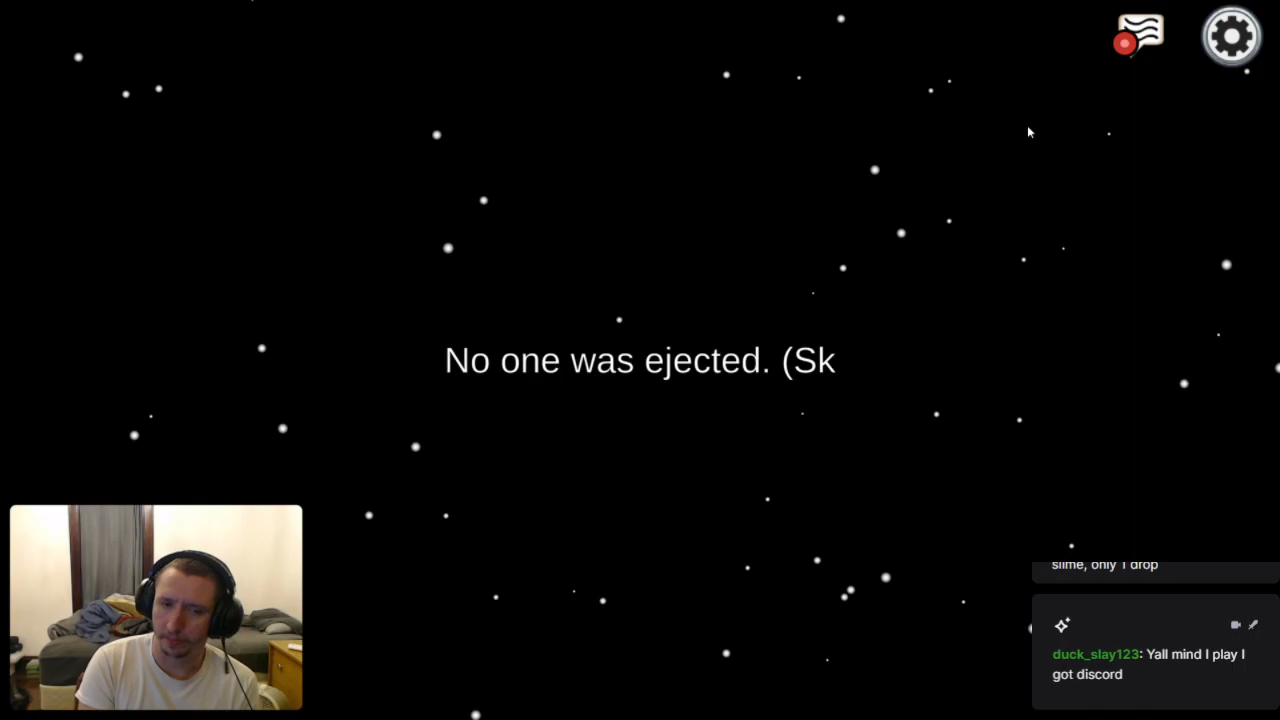 No one was ejected. (Sk
slime, only 1 drop
duck_slay123: Yall mind I play I
got discord